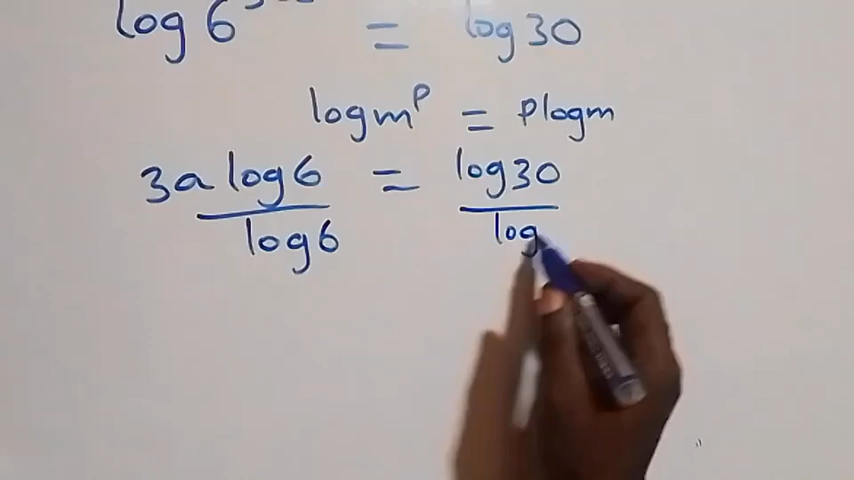 log 6 = log 30
log m^p = p log m
3a log 6 = log 30
log 6 log